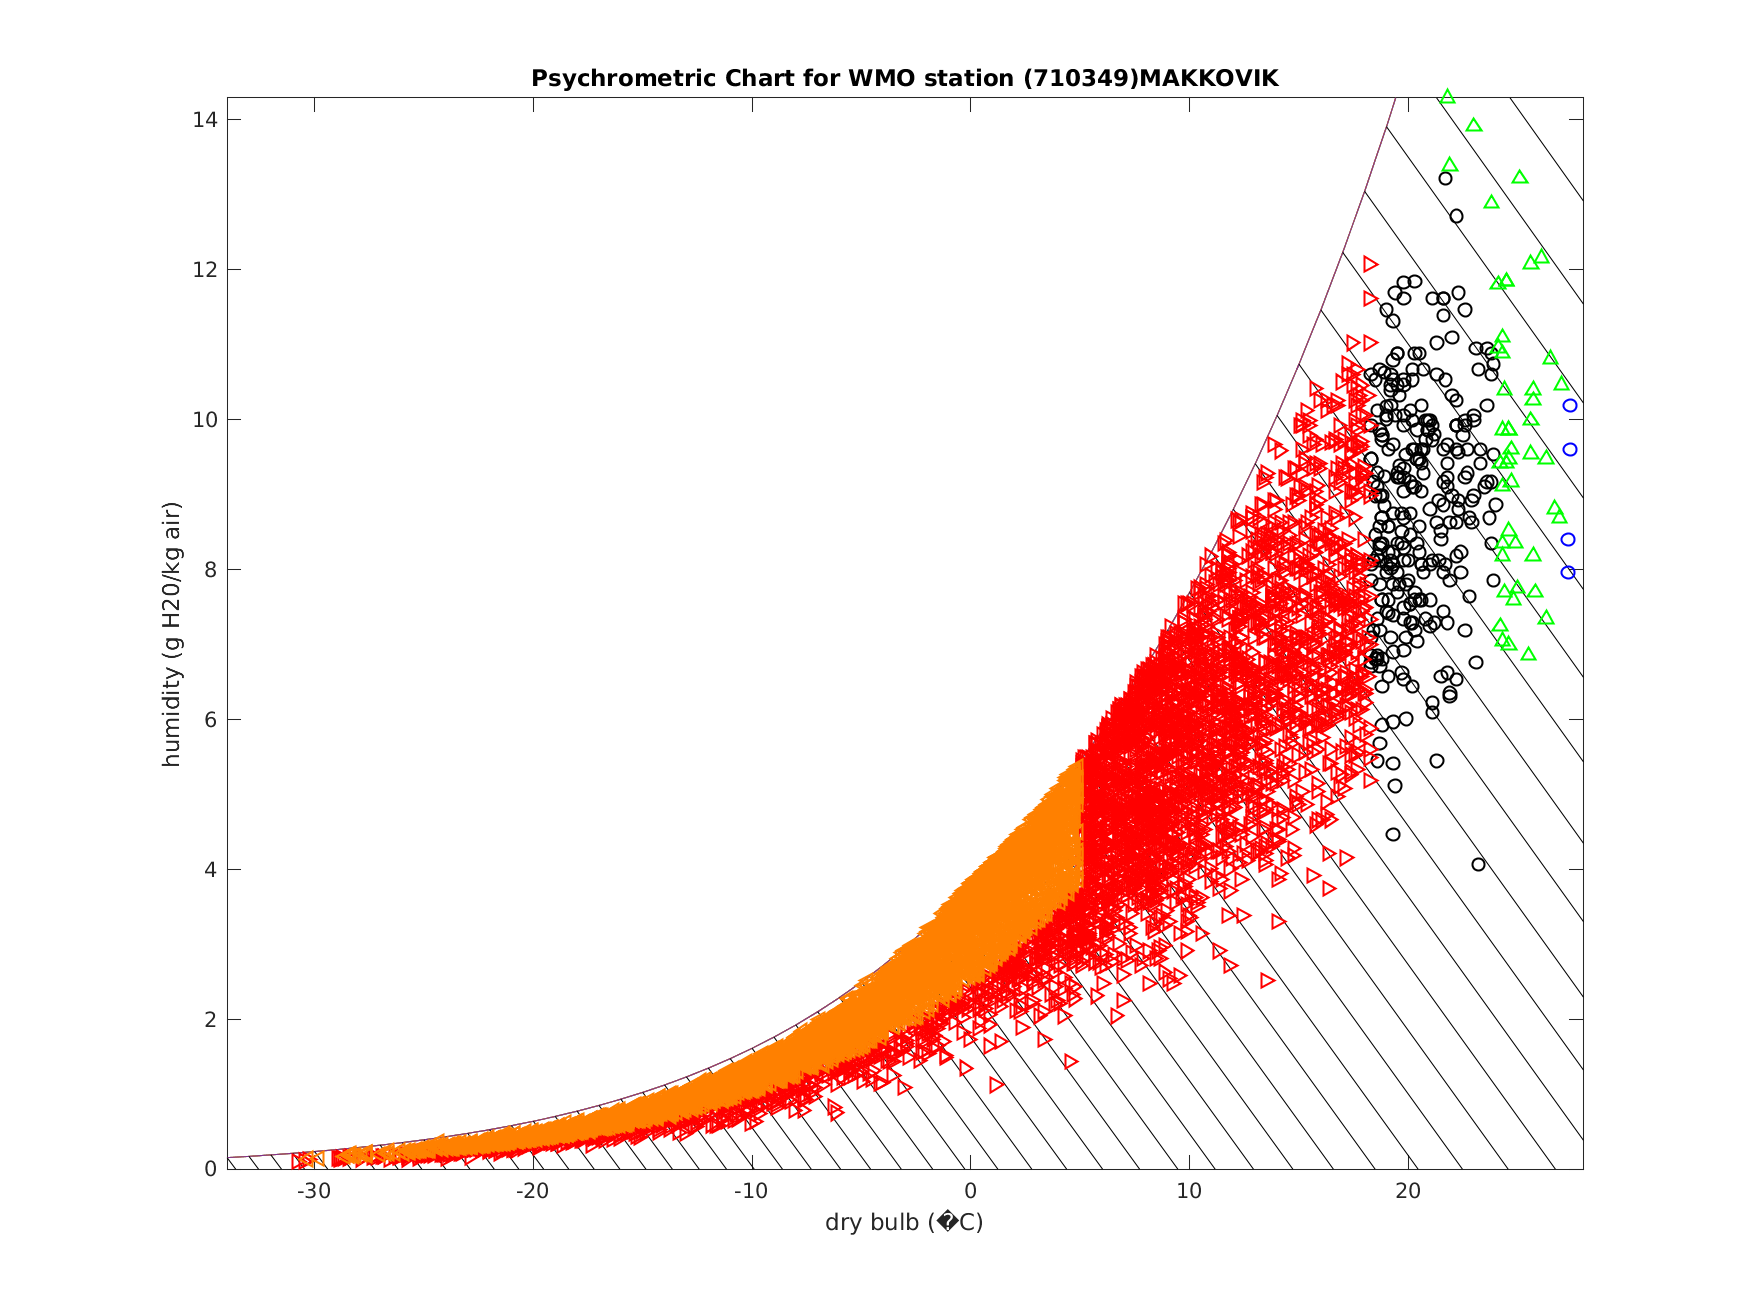 Psychrometric Chart for WMO station (710349)MAKKOVIK
14
12
10
8
6
4
2
0
humidity (g H20/kg air)
-30 -20 -10 0 10 20
dry bulb (�C)